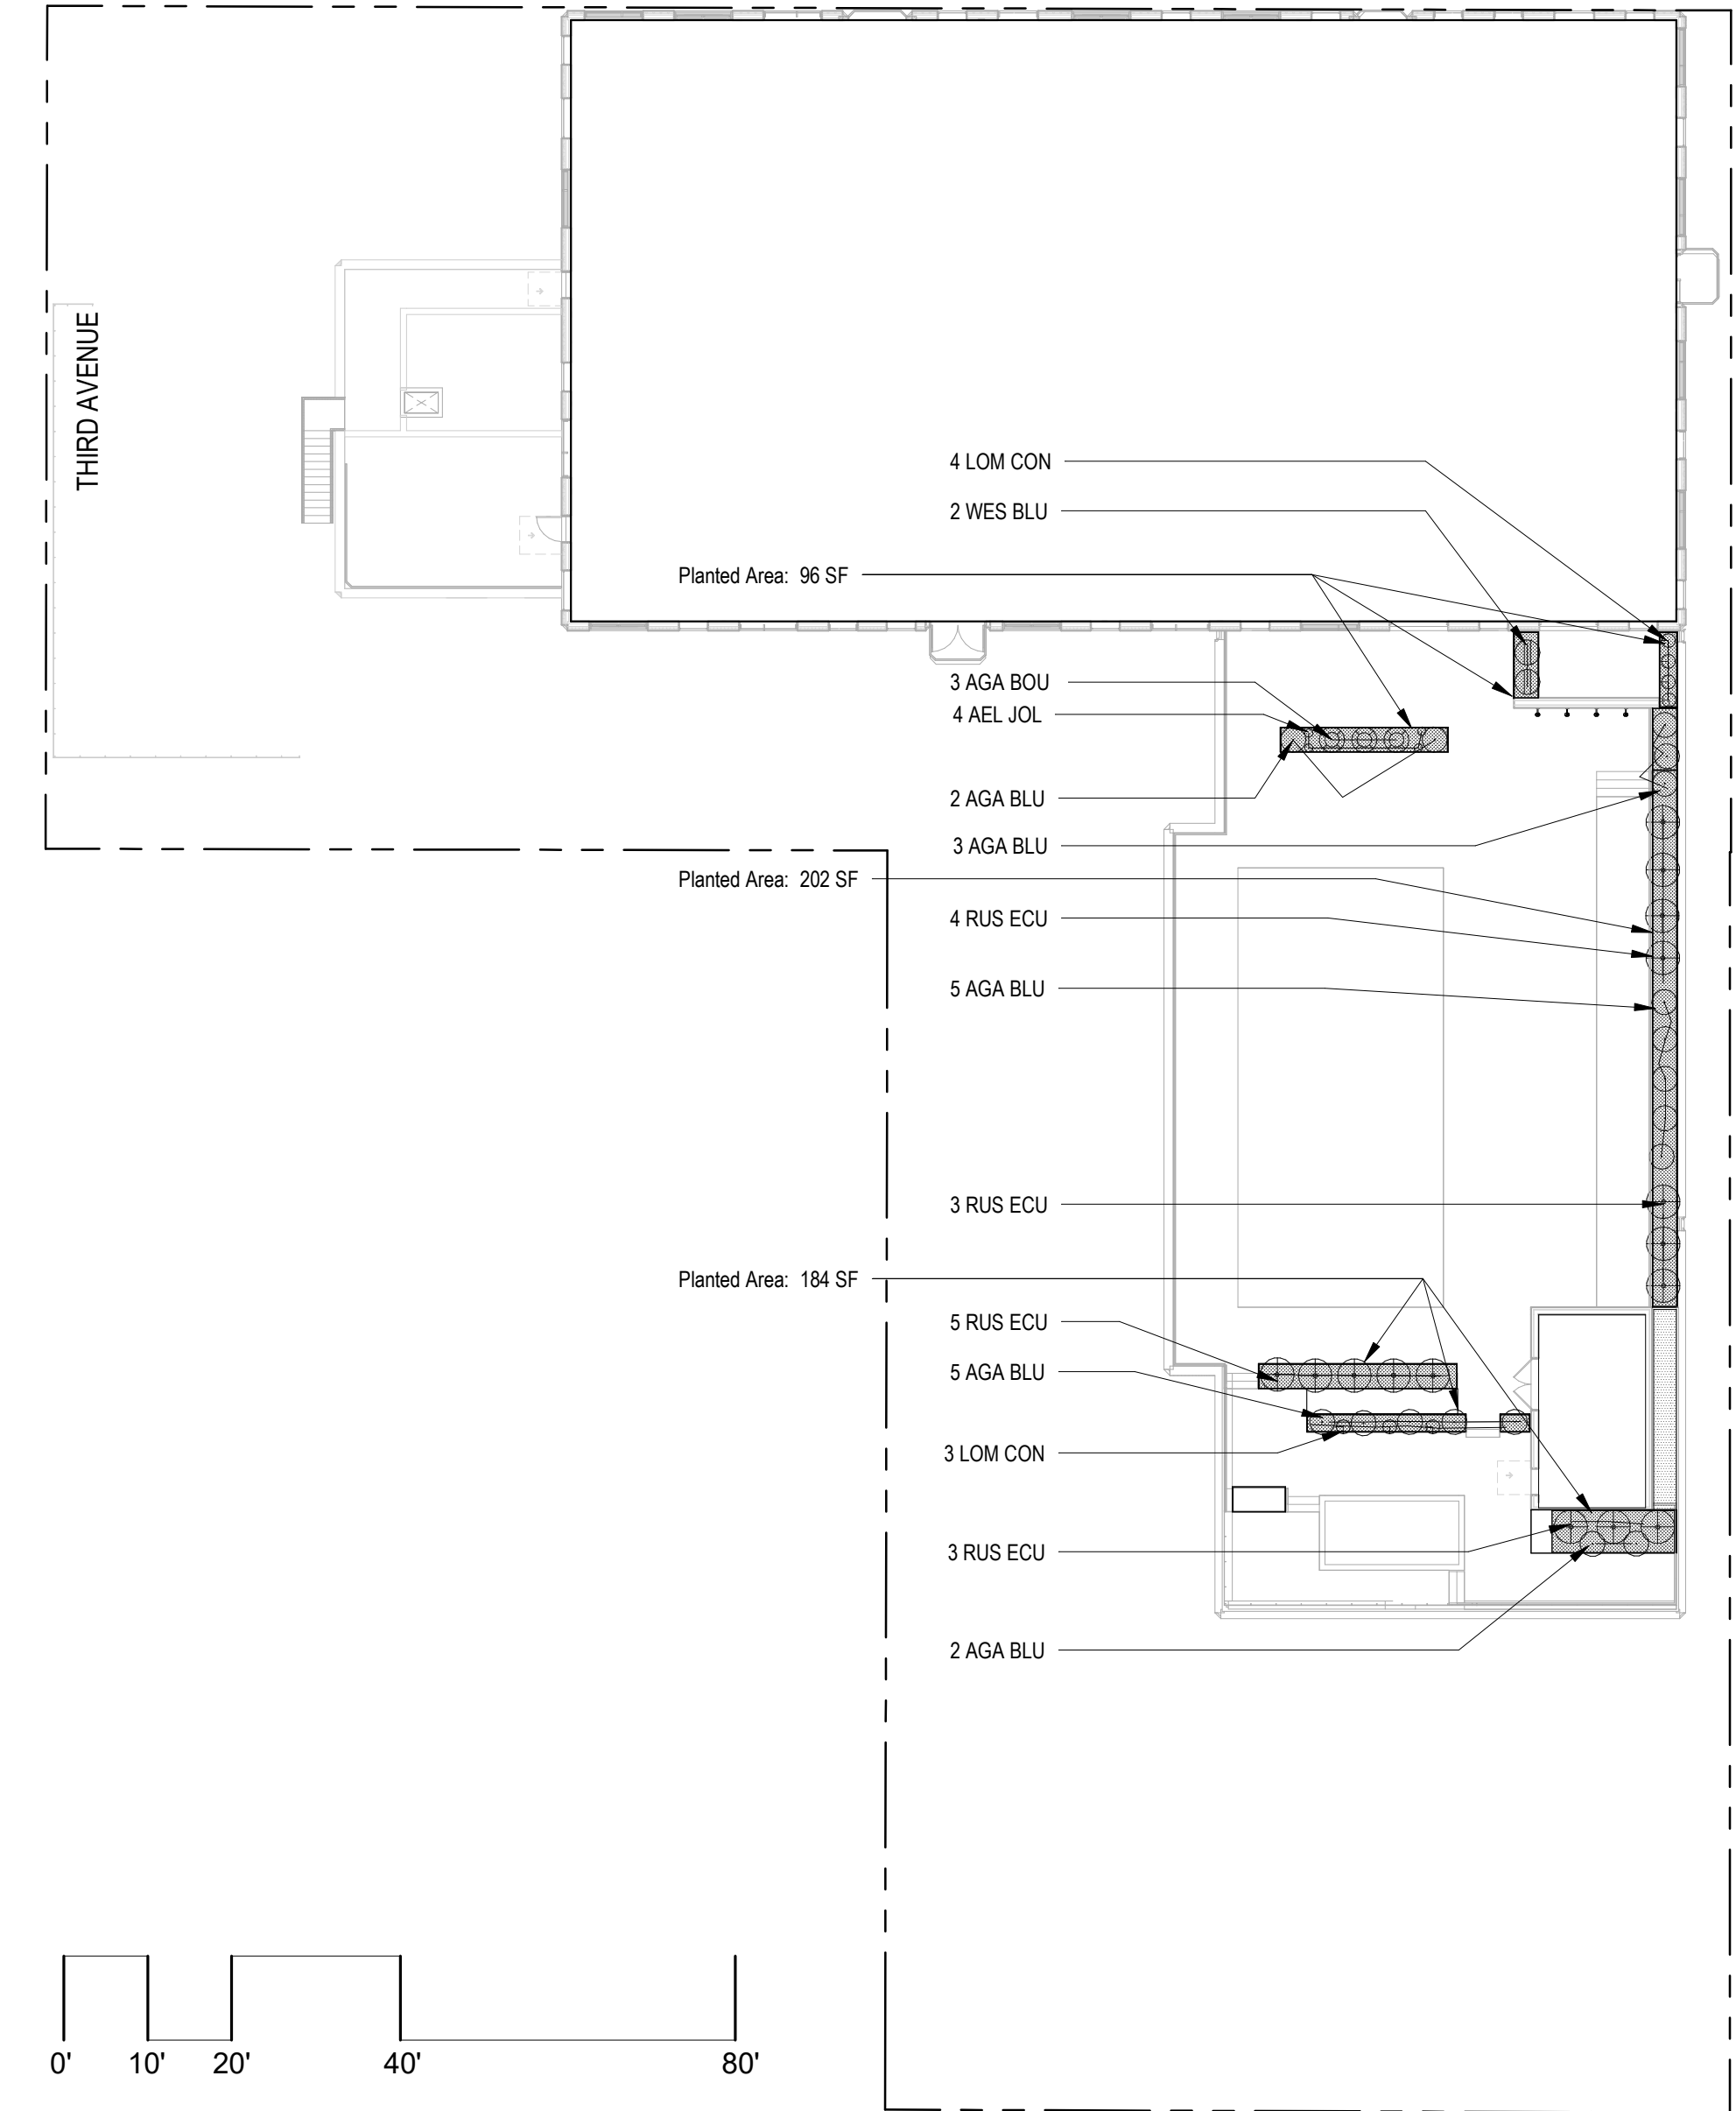 THIRD AVENUE
4 LOM CON
2 WES BLU
Planted Area: 96 SF
3 AGA BOU
4 AEL JOL
2 AGA BLU
3 AGA BLU
Planted Area: 202 SF
4 RUS ECU
5 AGA BLU
3 RUS ECU
Planted Area: 184 SF
5 RUS ECU
5 AGA BLU
3 LOM CON
3 RUS ECU
2 AGA BLU
0' 10' 20' 40' 80'